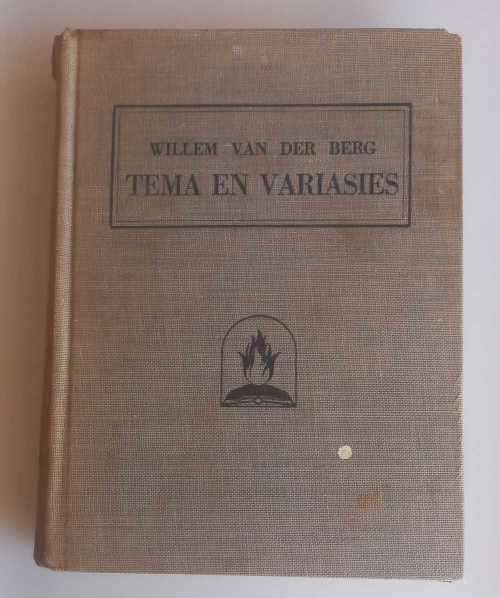 WILLEM VAN DER BERG
TEMA EN VARIASIES